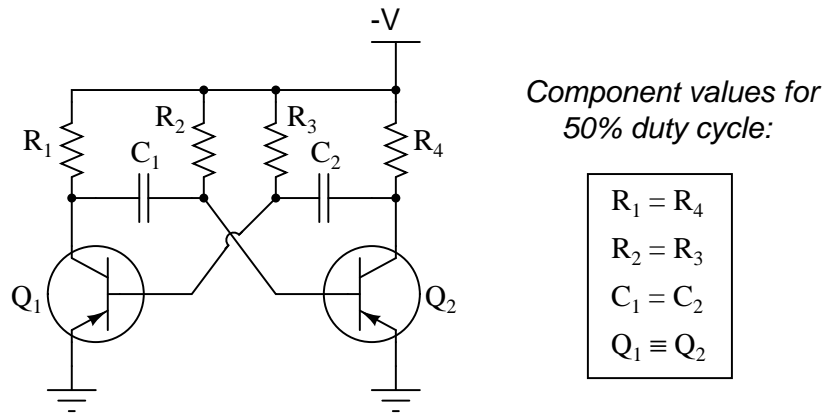 -V
R1
C1
R2
R3
C2
R4
Q1
Q2
Component values for
50% duty cycle:
R1 = R4
R2 = R3
C1 = C2
Q1 ≡ Q2